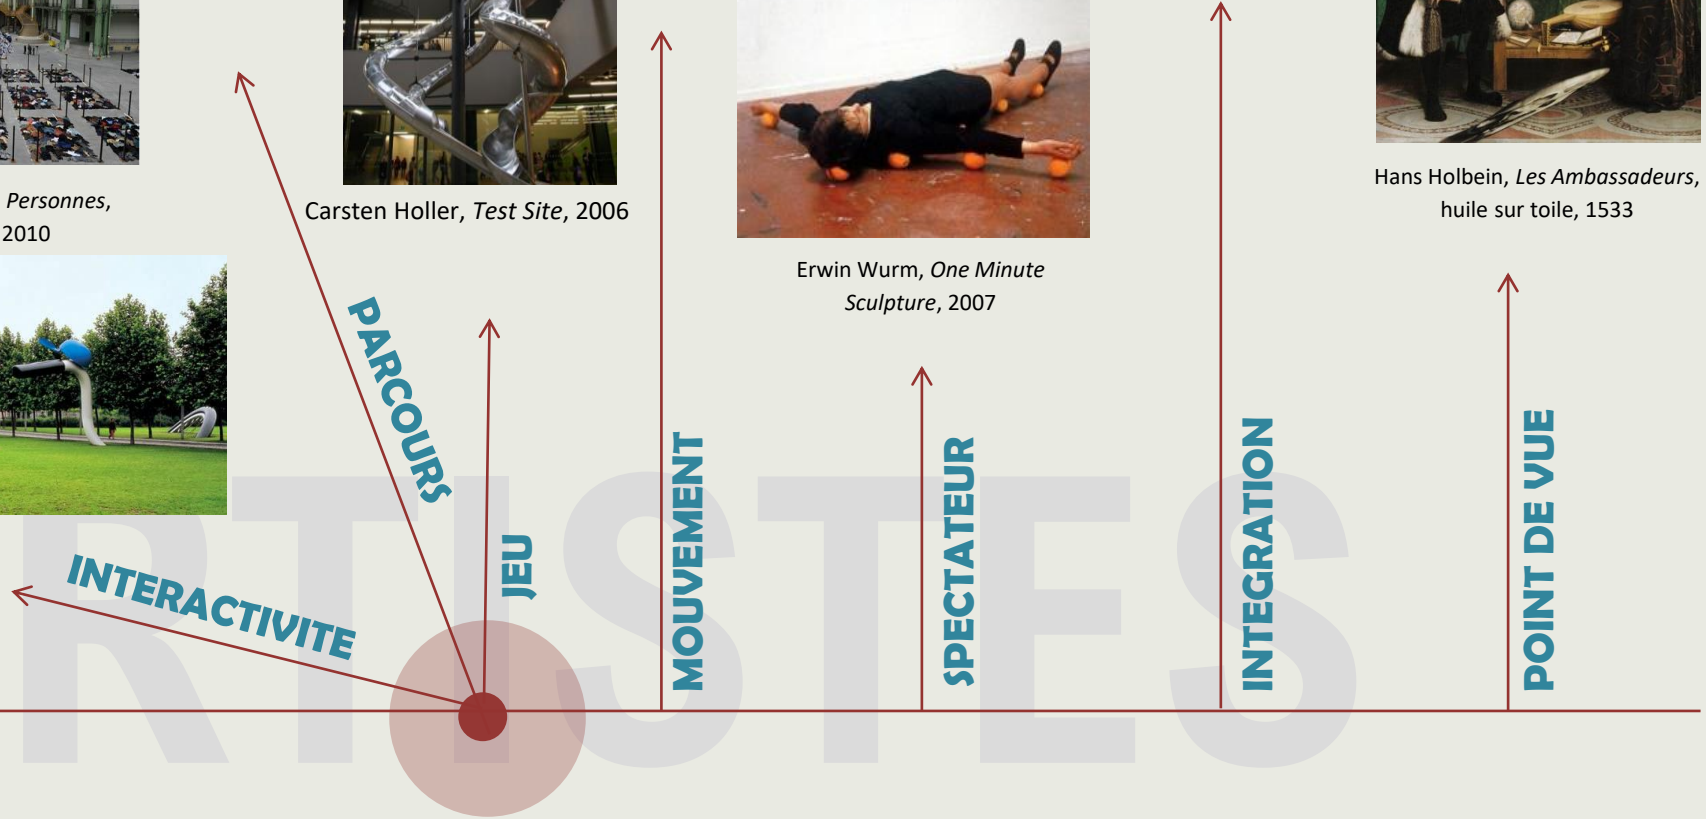 Personnes,
2010
Carsten Holler, Test Site, 2006
Erwin Wurm, One Minute
Sculpture, 2007
Hans Holbein, Les Ambassadeurs,
huile sur toile, 1533
PARCOURS
INTERACTIVITE
JEU
MOUVEMENT
SPECTATEUR
INTEGRATION
POINT DE VUE
RTISTES